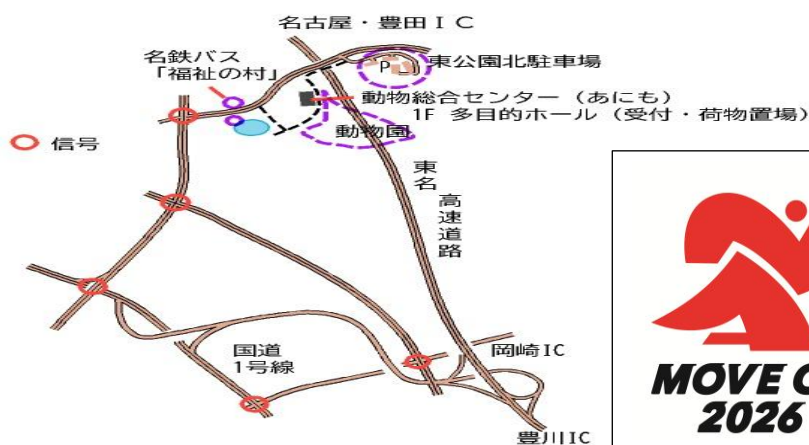 名古屋・豊田IC
名鉄バス
「福祉の村」
P
東公園北駐車場
動物総合センター（あにも）
1F 多目的ホール（受付・荷物置場）
動物園
信号
東名高速道路
国道
1号線
岡崎IC
豊川IC
MOVE
2026